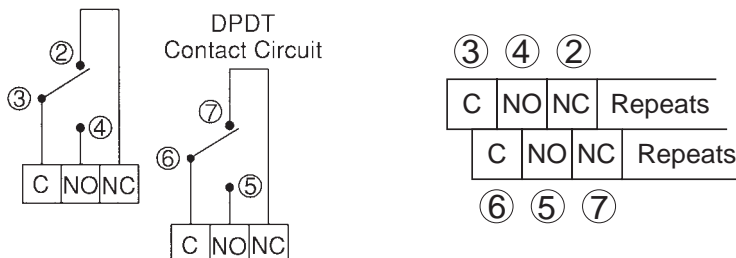 DPDT
Contact Circuit
②
③
④
C NO NC
⑦
⑥
⑤
C NO NC
③ ④ ②
C NO NC Repeats
C NO NC Repeats
⑥ ⑤ ⑦